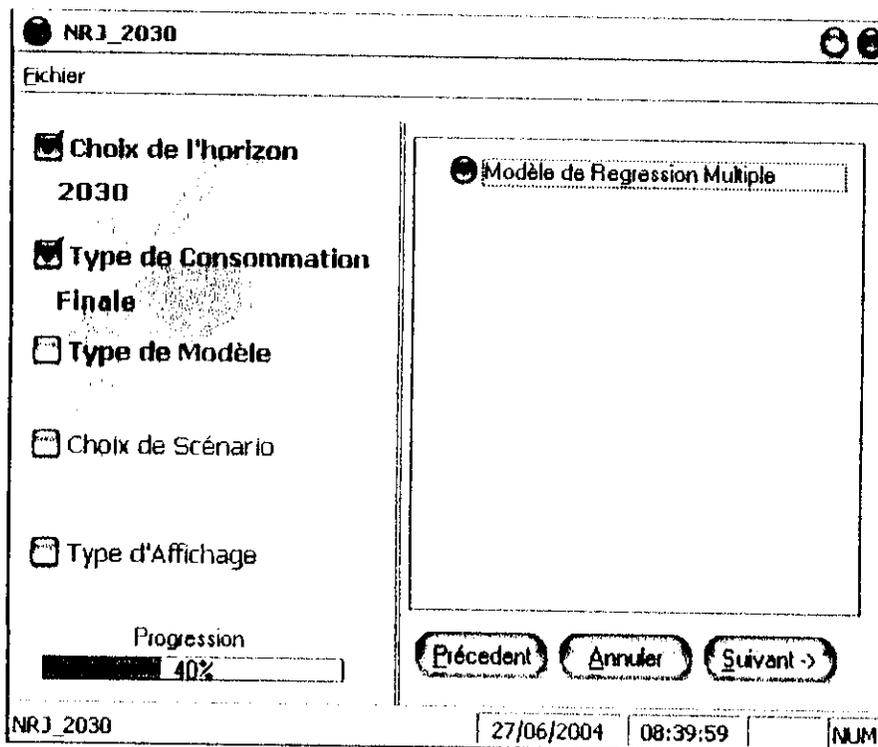 NRJ_2030
Fichier
Choix de l'horizon
2030
Type de Consommation
Finale
Type de Modèle
Choix de Scénario
Type d'Affichage
Progression
40%
Modèle de Regression Multiple
Précedent
Annuler
Suivant ->
NRJ_2030
27/06/2004
08:39:59
NUM